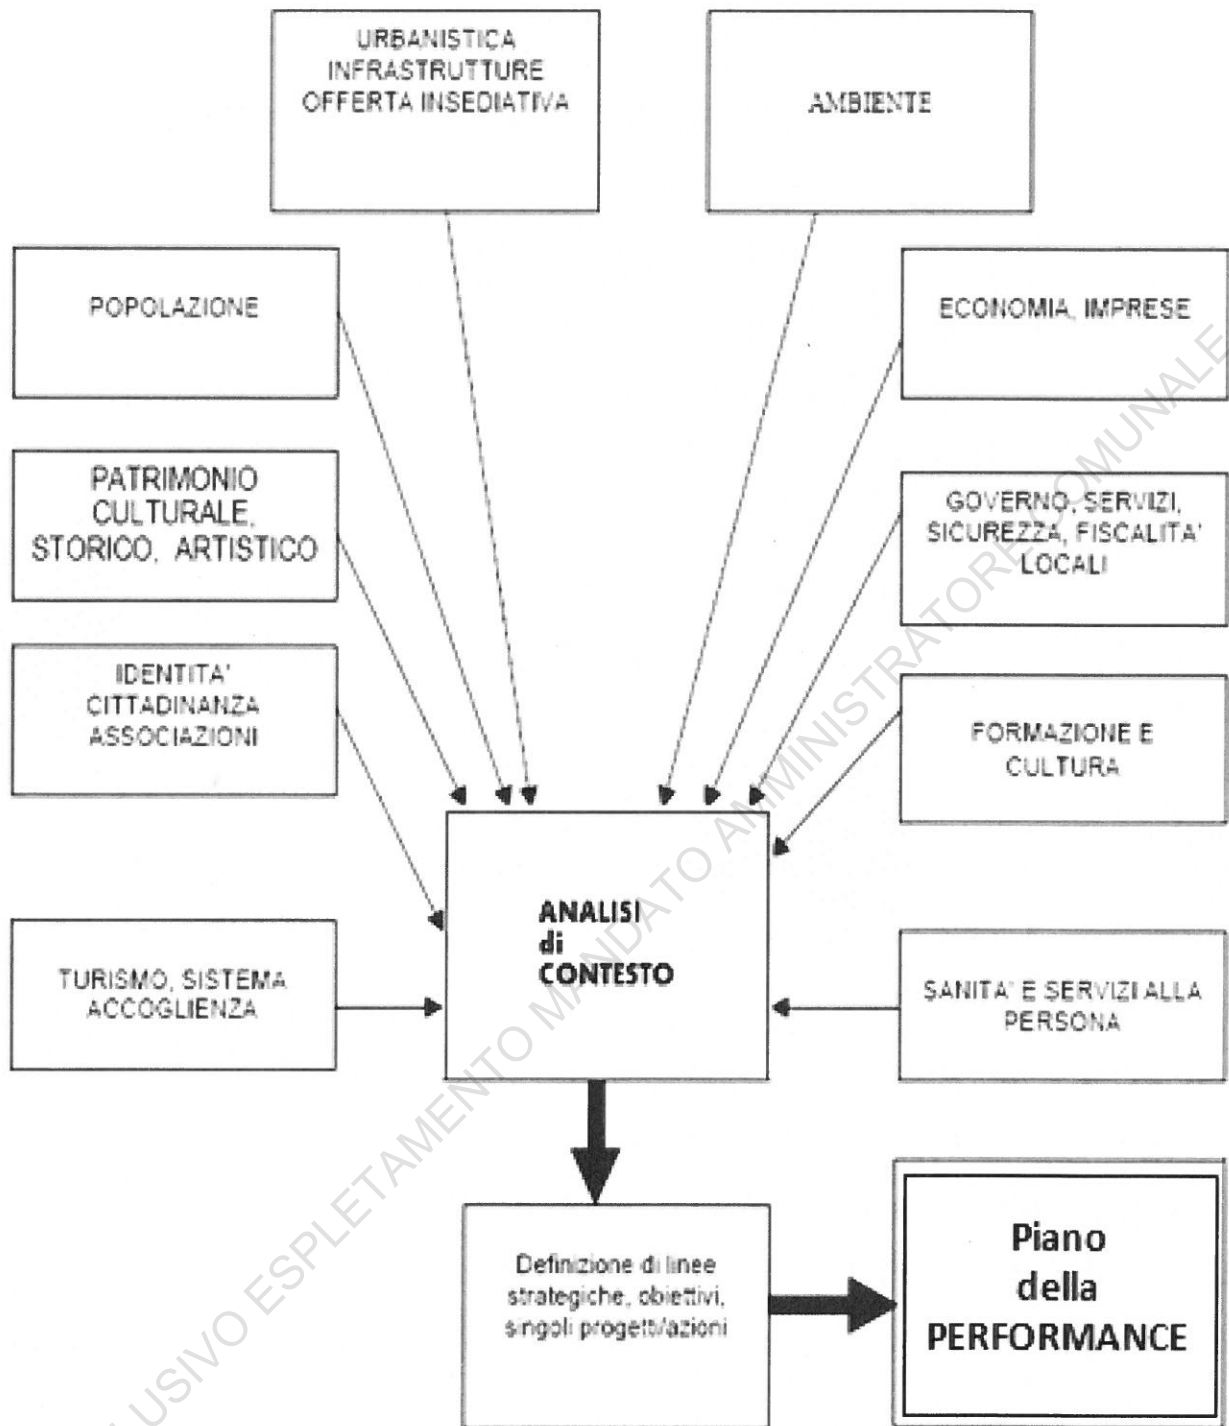 URBANISTICA
INFRASTRUTTURE
OFFERTA INSEDIATIVA
AMBIENTE
POPOLAZIONE
ECONOMIA, IMPRESE
PATRIMONIO
CULTURALE,
STORICO, ARTISTICO
GOVERNO, SERVIZI,
SICUREZZA, FISCALITA'
LOCALI
IDENTITA'
CITTADINANZA
ASSOCIAZIONI
FORMAZIONE E
CULTURA
ANALISI
di
CONTESTO
TURISMO, SISTEMA
ACCOGLIENZA
SANITA' E SERVIZI ALLA
PERSONA
Definizione di linee
strategiche, obiettivi,
singoli progetti/azioni
Piano
della
PERFORMANCE
USIVO ESPLETAMENTO MANDATO AMMINISTRATORE COMUNALE